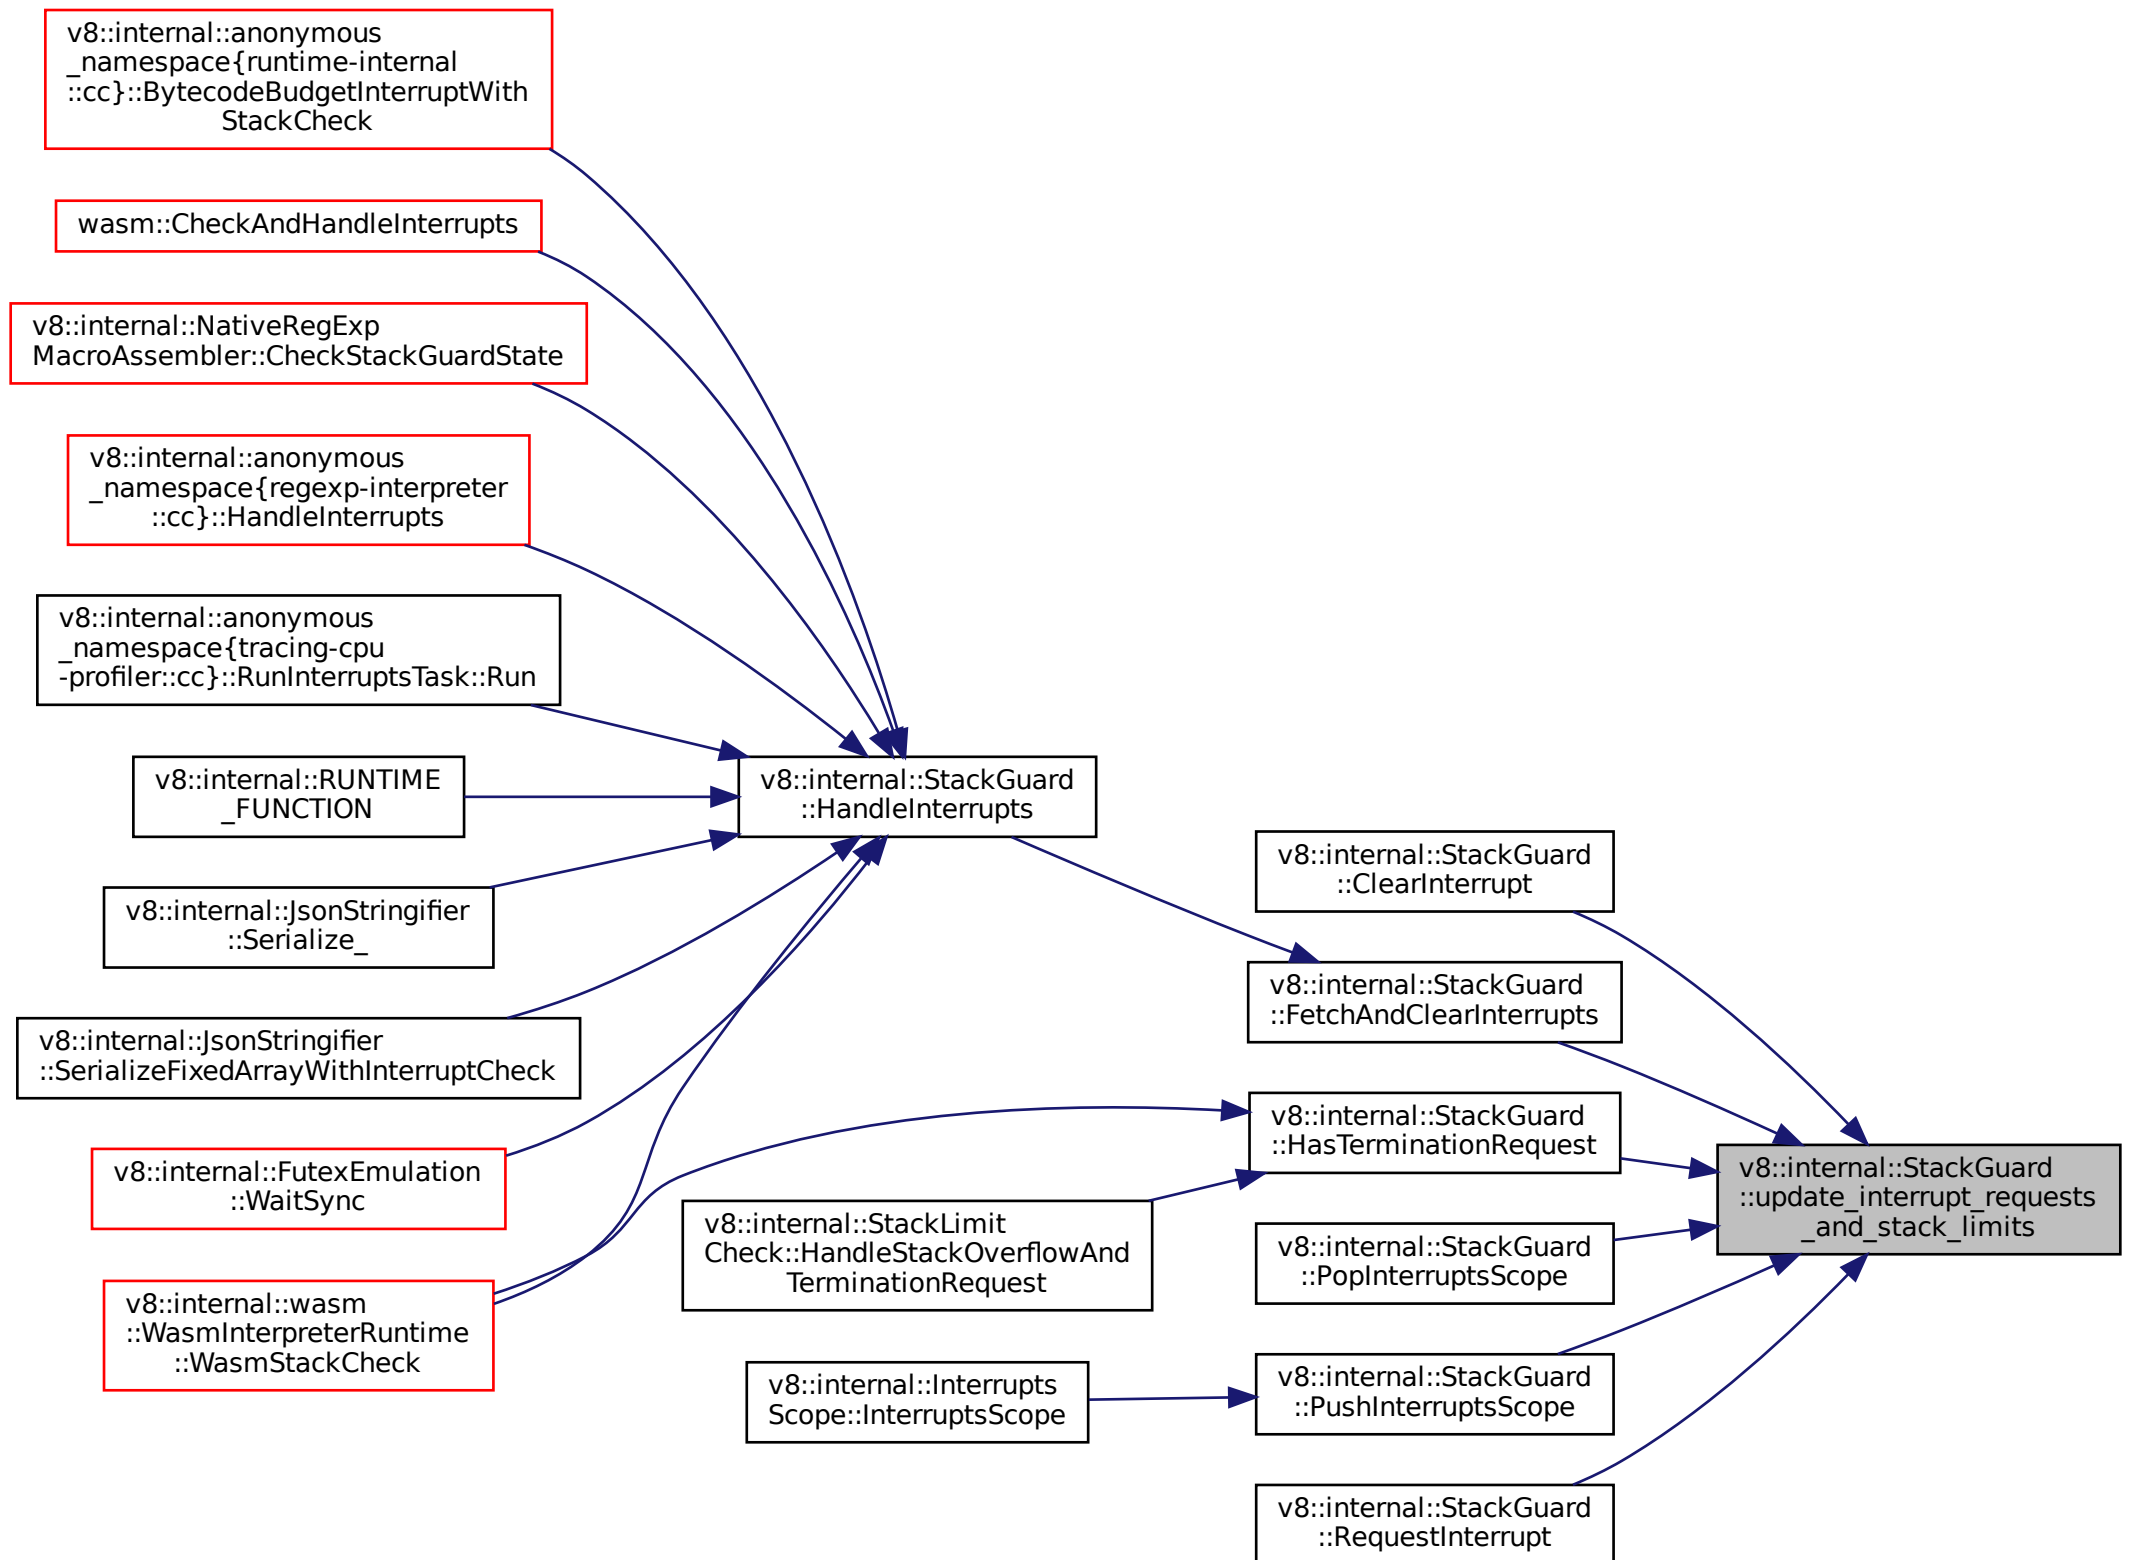 v8::internal::anonymous
_namespace{runtime-internal
::cc}::BytecodeBudgetInterruptWith
StackCheck
wasm::CheckAndHandleInterrupts
v8::internal::NativeRegExp
MacroAssembler::CheckStackGuardState
v8::internal::anonymous
_namespace{regexp-interpreter
::cc}::HandleInterrupts
v8::internal::anonymous
_namespace{tracing-cpu
-profiler::cc}::RunInterruptsTask::Run
v8::internal::RUNTIME
_FUNCTION
v8::internal::JsonStringifier
::Serialize_
v8::internal::JsonStringifier
::SerializeFixedArrayWithInterruptCheck
v8::internal::FutexEmulation
::WaitSync
v8::internal::wasm
::WasmInterpreterRuntime
::WasmStackCheck
v8::internal::StackGuard
::HandleInterrupts
v8::internal::StackLimit
Check::HandleStackOverflowAnd
TerminationRequest
v8::internal::Interrupts
Scope::InterruptsScope
v8::internal::StackGuard
::ClearInterrupt
v8::internal::StackGuard
::FetchAndClearInterrupts
v8::internal::StackGuard
::HasTerminationRequest
v8::internal::StackGuard
::PopInterruptsScope
v8::internal::StackGuard
::PushInterruptsScope
v8::internal::StackGuard
::RequestInterrupt
v8::internal::StackGuard
::update_interrupt_requests
_and_stack_limits